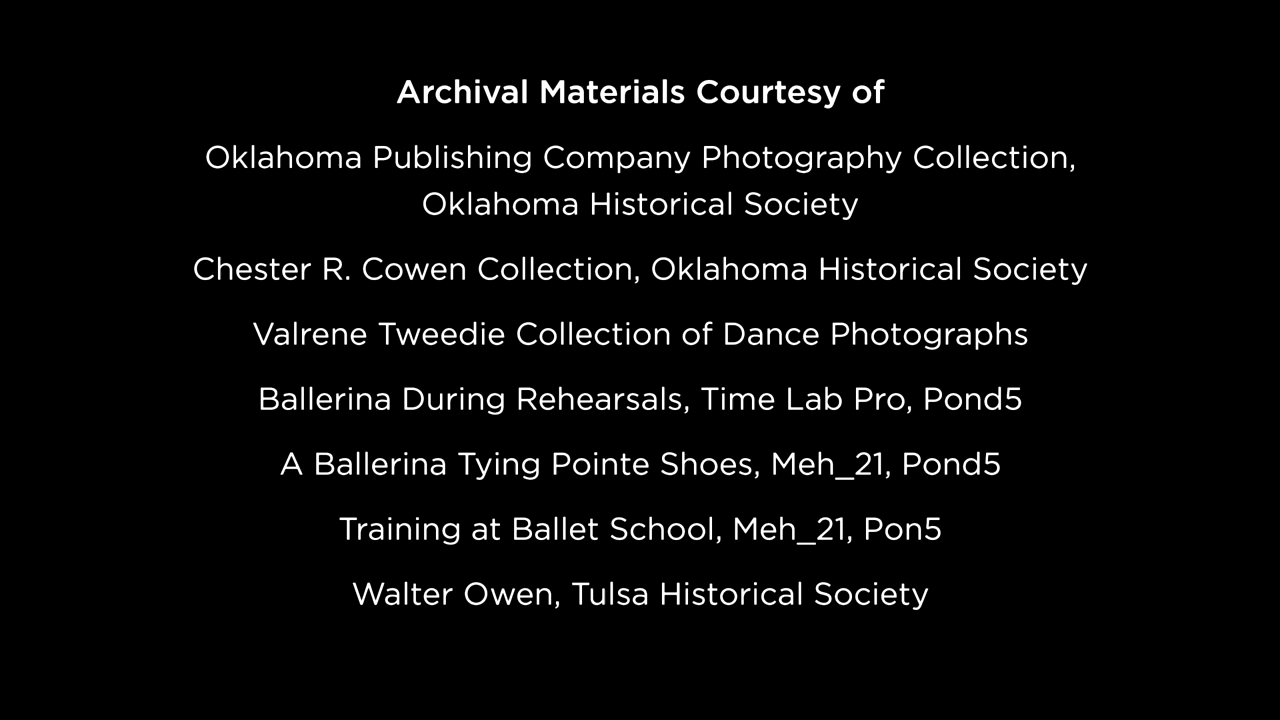 Archival Materials Courtesy of
Oklahoma Publishing Company Photography Collection,
Oklahoma Historical Society
Chester R. Cowen Collection, Oklahoma Historical Society
Valrene Tweedie Collection of Dance Photographs
Ballerina During Rehearsals, Time Lab Pro, Pond5
A Ballerina Tying Pointe Shoes, Meh_21, Pond5
Training at Ballet School, Meh_21, Pon5
Walter Owen, Tulsa Historical Society